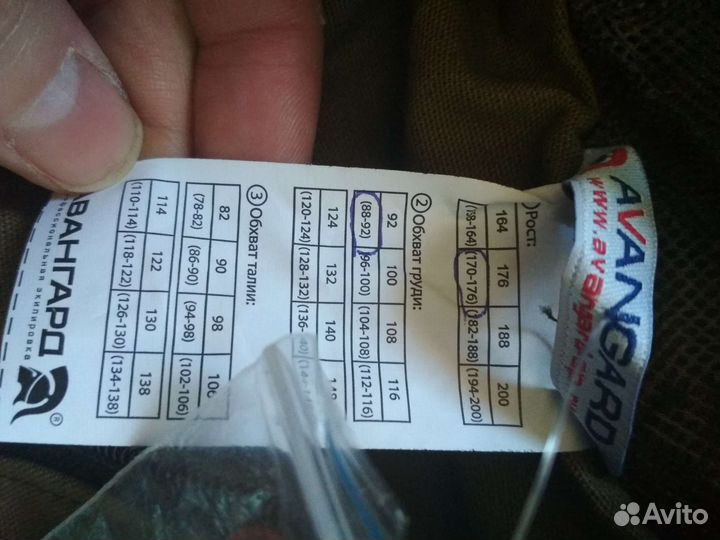 AVANGARD
www.avangard
) Рост:
164 176 188 200
(158-164) (170-176) (182-188) (194-200)
② Обхват груди:
92 100 108 116
(88-92) (96-100) (104-108) (112-116)
124 132 140
(120-124) (128-132)
③ Обхват талии:
82 90 98
(78-82) (86-90) (94-98) (102-106)
114 122 130 138
(110-114) (118-122) (126-130) (134-138)
АВАНГАРД ®
экипировка
Avito